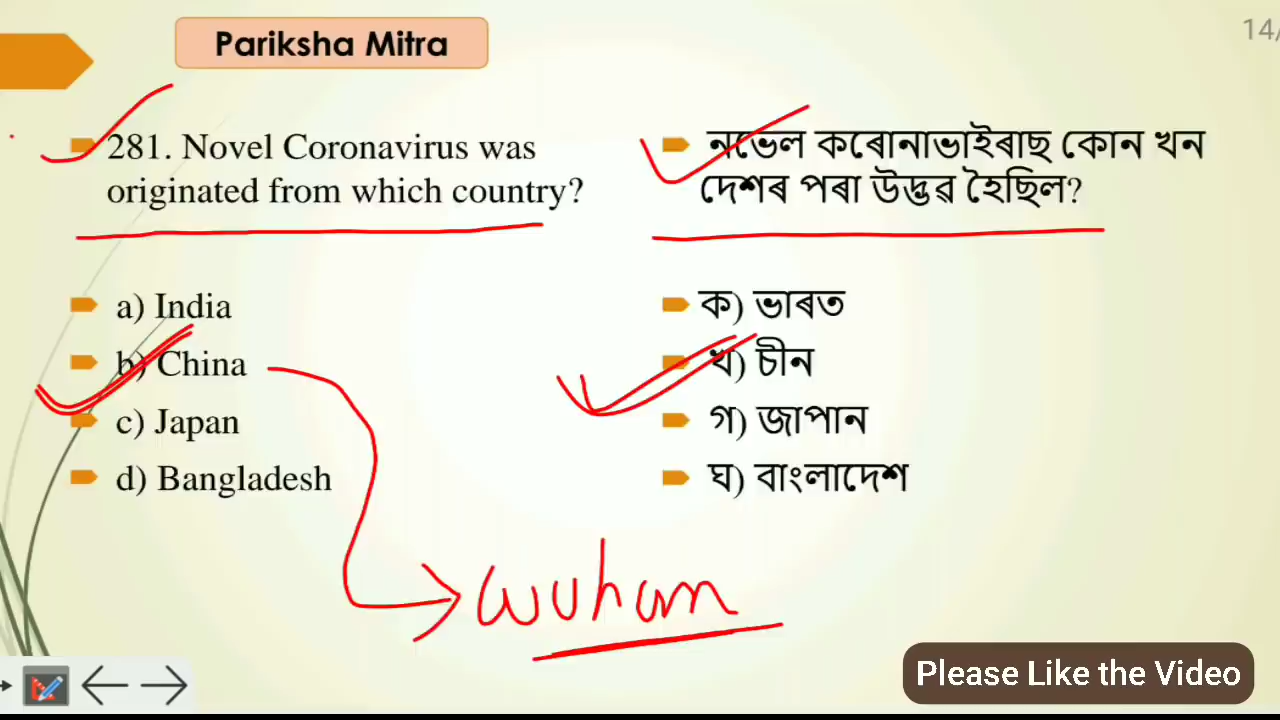 Pariksha Mitra
14/
281. Novel Coronavirus was
originated from which country?
a) India
b) China
c) Japan
d) Bangladesh
নভেল কৰোনাভাইৰাছ কোন খন
দেশৰ পৰা উদ্ভৱ হৈছিল?
ক) ভাৰত
খ) চীন
গ) জাপান
ঘ) বাংলাদেশ
wuhan
Please Like the Video